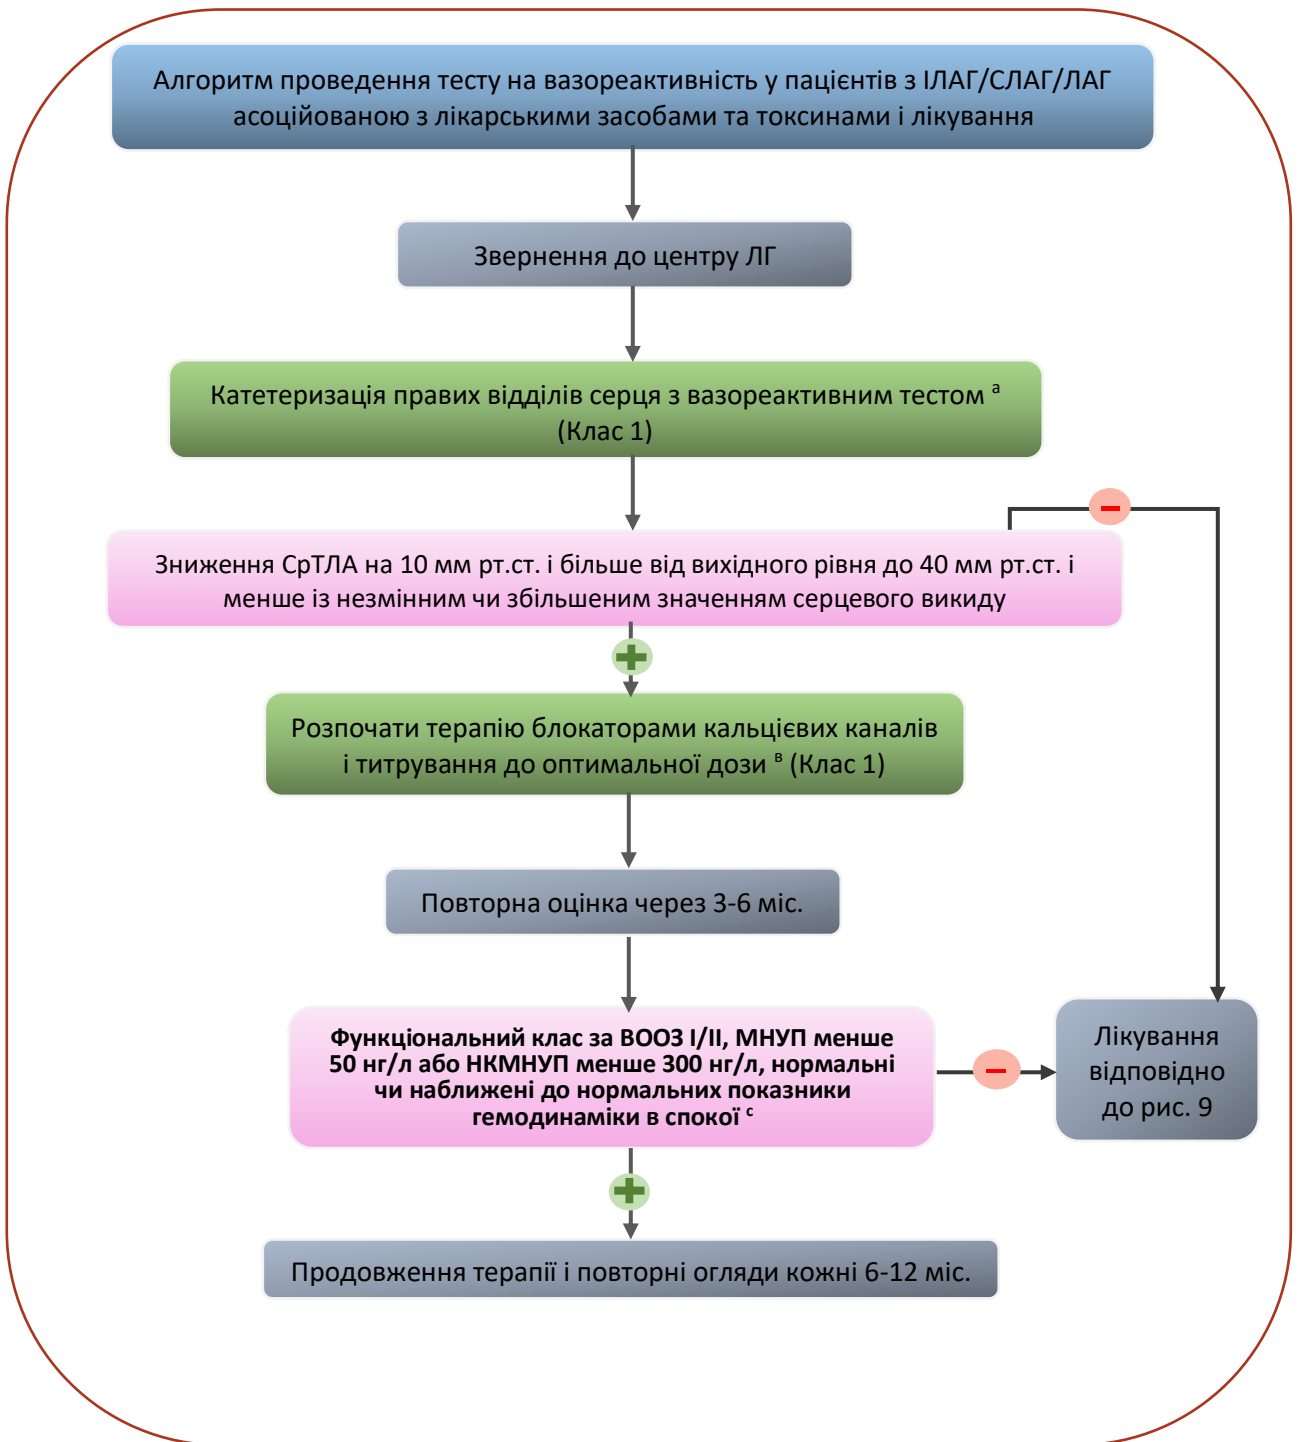 Алгоритм проведення тесту на вазореактивність у пацієнтів з ІЛАГ/СЛАГ/ЛАГ
асоційованою з лікарськими засобами та токсинами і лікування
Звернення до центру ЛГ
Катетеризація правих відділів серця з вазореактивним тестом ᵃ
(Клас 1)
Зниження СрТЛА на 10 мм рт.ст. і більше від вихідного рівня до 40 мм рт.ст. і
менше із незмінним чи збільшеним значенням серцевого викиду
Розпочати терапію блокаторами кальцієвих каналів
і титрування до оптимальної дози ᵇ (Клас 1)
Повторна оцінка через 3-6 міс.
Функціональний клас за ВООЗ І/ІІ, МНУП менше
50 нг/л або НКМНУП менше 300 нг/л, нормальні
чи наближені до нормальних показники
гемодинаміки в спокої ᶜ
Лікування
відповідно
до рис. 9
Продовження терапії і повторні огляди кожні 6-12 міс.